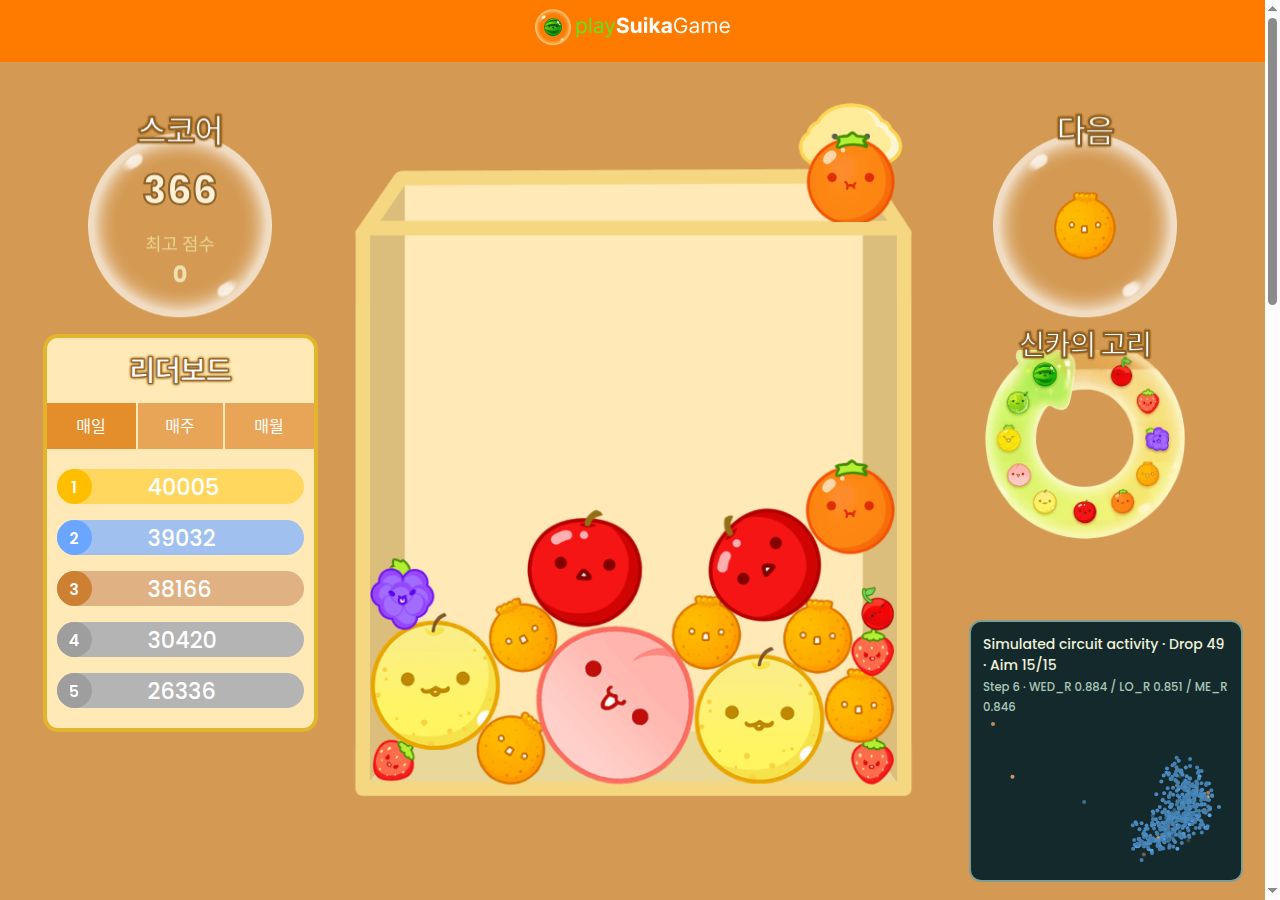 playSuikaGame
스코어
366
최고 점수
0
다음
신카의 고리
리더보드
매일 매주 매월
1 40005
2 39032
3 38166
4 30420
5 26336
Simulated circuit activity · Drop 49
· Aim 15/15
Step 6 · WED_R 0.884 / LO_R 0.851 / ME_R
0.846